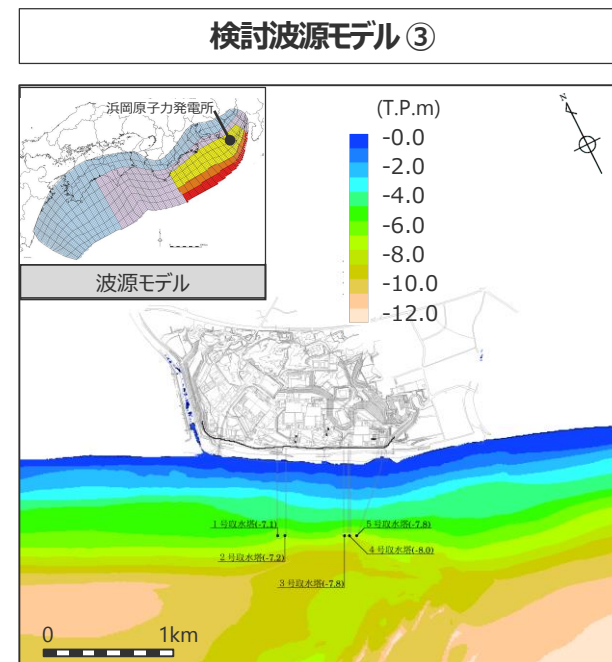 検討波源モデル③
浜岡原子力発電所
波源モデル
(T.P.m)
-0.0
-2.0
-4.0
-6.0
-8.0
-10.0
-12.0
N
1号取水塔(-7.1)
5号取水塔(-7.8)
2号取水塔(-7.2)
4号取水塔(-8.0)
3号取水塔(-7.8)
0 1km